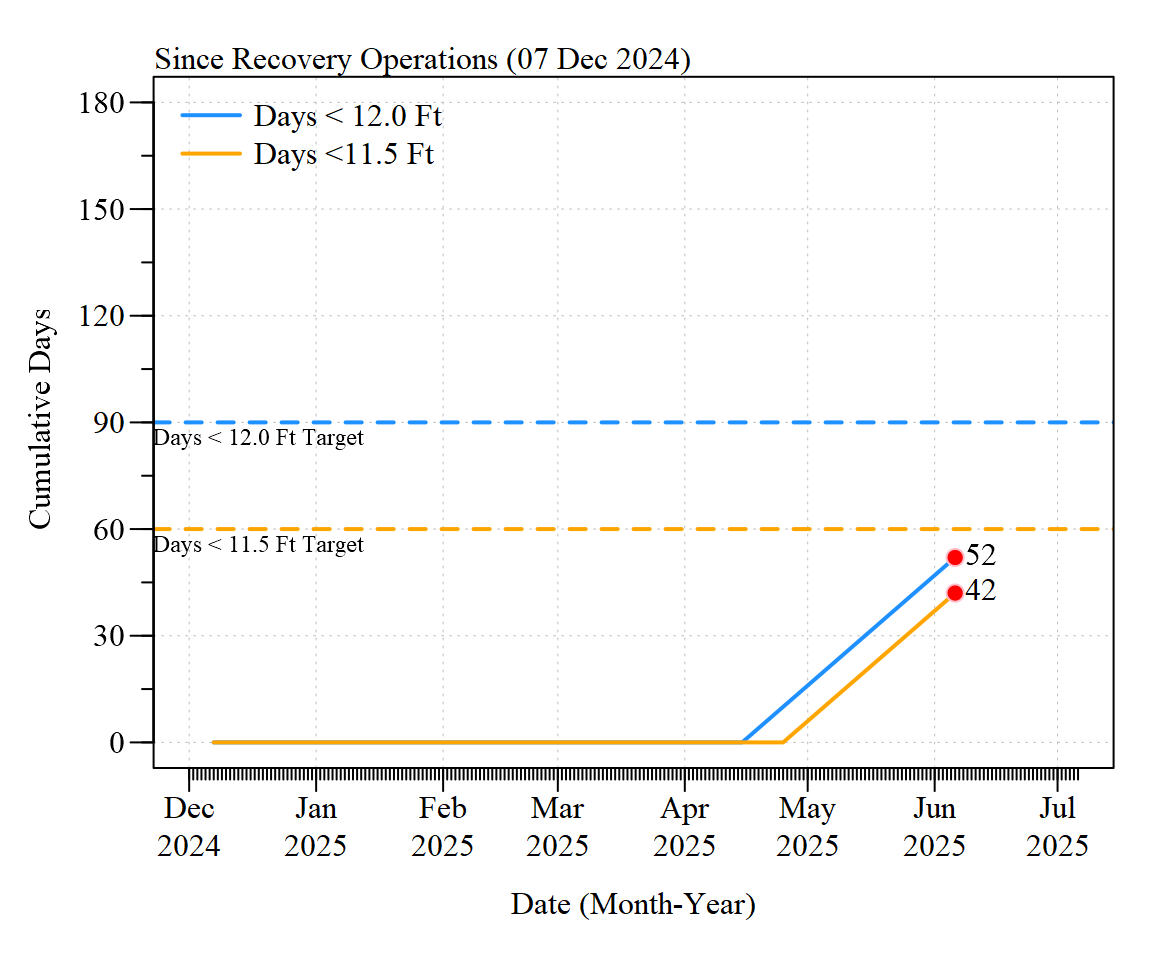 Since Recovery Operations (07 Dec 2024)
Days < 12.0 Ft
Days <11.5 Ft
180
150
120
90
60
30
0
Cumulative Days
Days < 12.0 Ft Target
Days < 11.5 Ft Target
52
42
Dec Jan Feb Mar Apr May Jun Jul
2024 2025 2025 2025 2025 2025 2025 2025
Date (Month-Year)